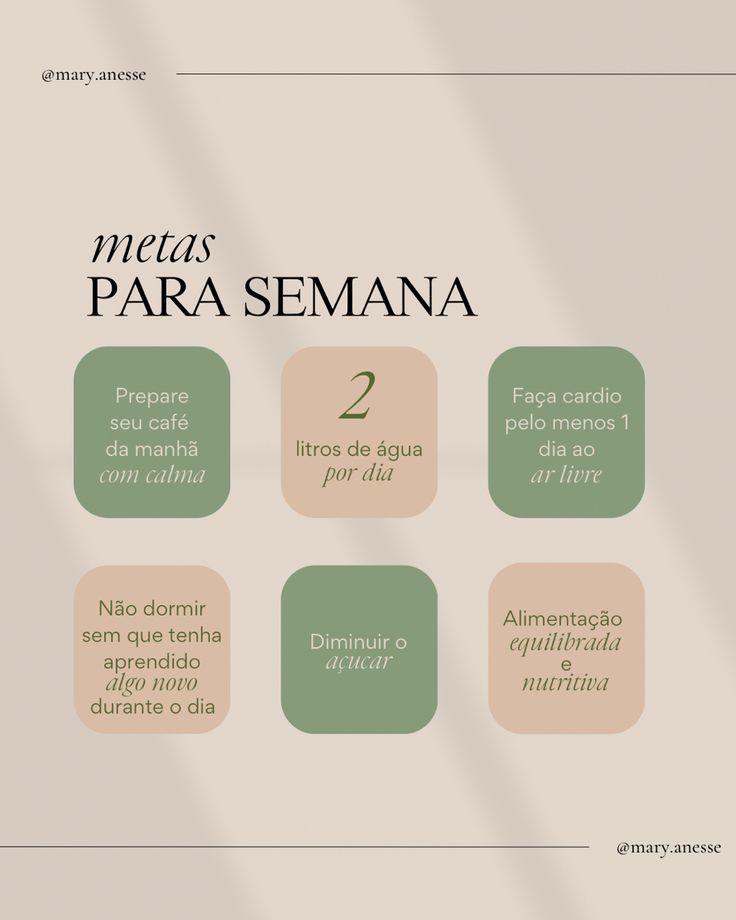 @mary.anesse
metas
PARA SEMANA
Prepare
seu café
da manhã
com calma
2
litros de água
por dia
Faça cardio
pelo menos 1
dia ao
ar livre
Não dormir
sem que tenha
aprendido
algo novo
durante o dia
Diminuir o
açucar
Alimentação
equilibrada
e
nutritiva
@mary.anesse